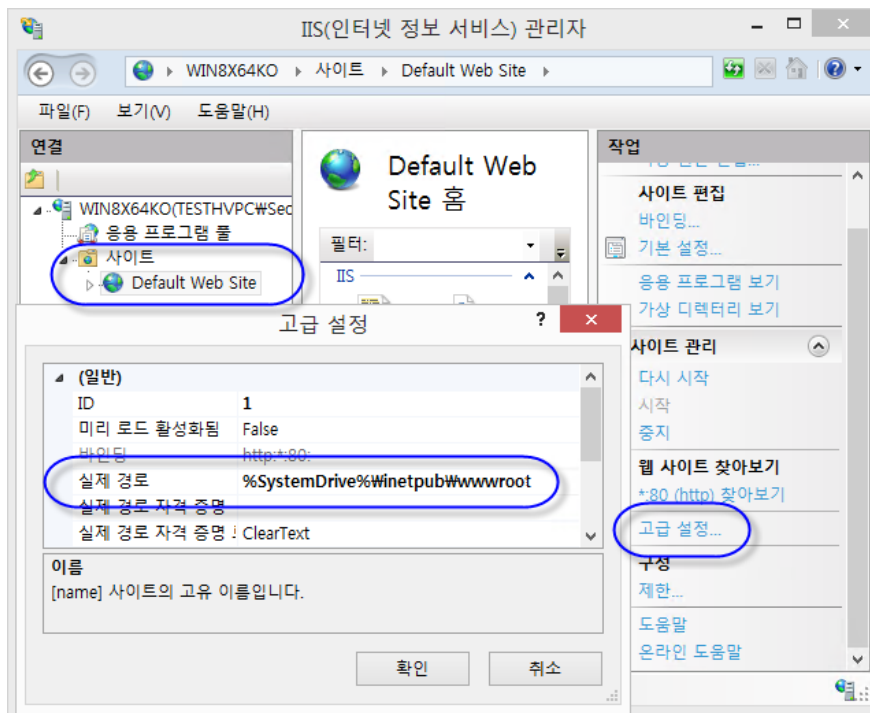 IIS(인터넷 정보 서비스) 관리자
WIN8X64KO 사이트 Default Web Site
파일(F) 보기(V) 도움말(H)
연결
WIN8X64KO(TESTHVPC₩Sec
응용 프로그램 풀
사이트
Default Web Site
Default Web
Site 홈
필터:
IIS
작업
사이트 편집
바인딩...
기본 설정...
응용 프로그램 보기
가상 디렉터리 보기
사이트 관리
다시 시작
시작
중지
웹 사이트 찾아보기
*:80 (http) 찾아보기
고급 설정...
구성
제한...
도움말
온라인 도움말
고급 설정
(일반)
ID 1
미리 로드 활성화됨 False
바인딩 http:*:80:
실제 경로 %SystemDrive%₩inetpub₩wwwroot
실제 경로 자격 증명
실제 경로 자격 증명 ClearText
이름
[name] 사이트의 고유 이름입니다.
확인 취소